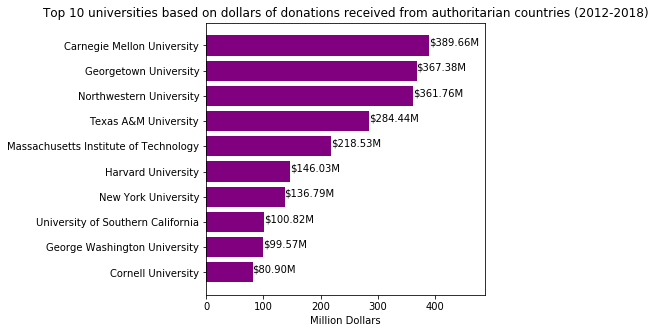 Top 10 universities based on dollars of donations received from authoritarian countries (2012-2018)
Carnegie Mellon University $389.66M
Georgetown University $367.38M
Northwestern University $361.76M
Texas A&M University $284.44M
Massachusetts Institute of Technology $218.53M
Harvard University $146.03M
New York University $136.79M
University of Southern California $100.82M
George Washington University $99.57M
Cornell University $80.90M
0 100 200 300 400
Million Dollars